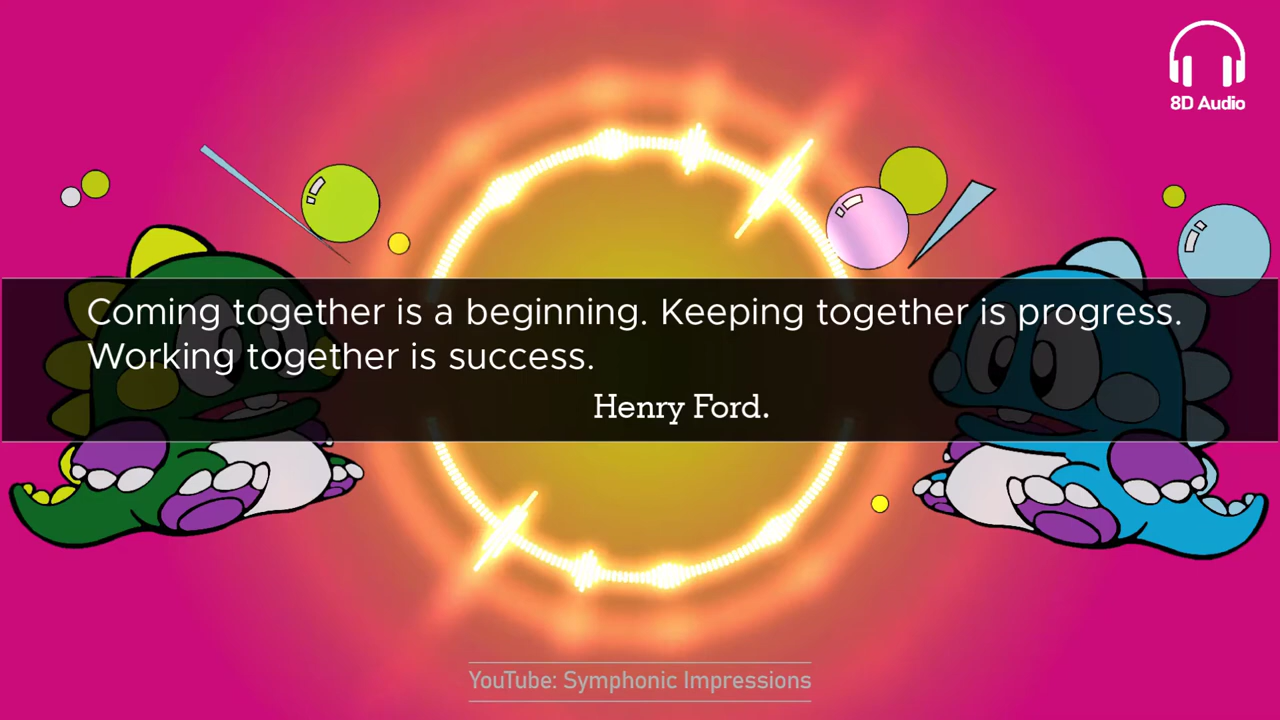 8D Audio
Coming together is a beginning. Keeping together is progress.
Working together is success.
Henry Ford.
YouTube: Symphonic Impressions